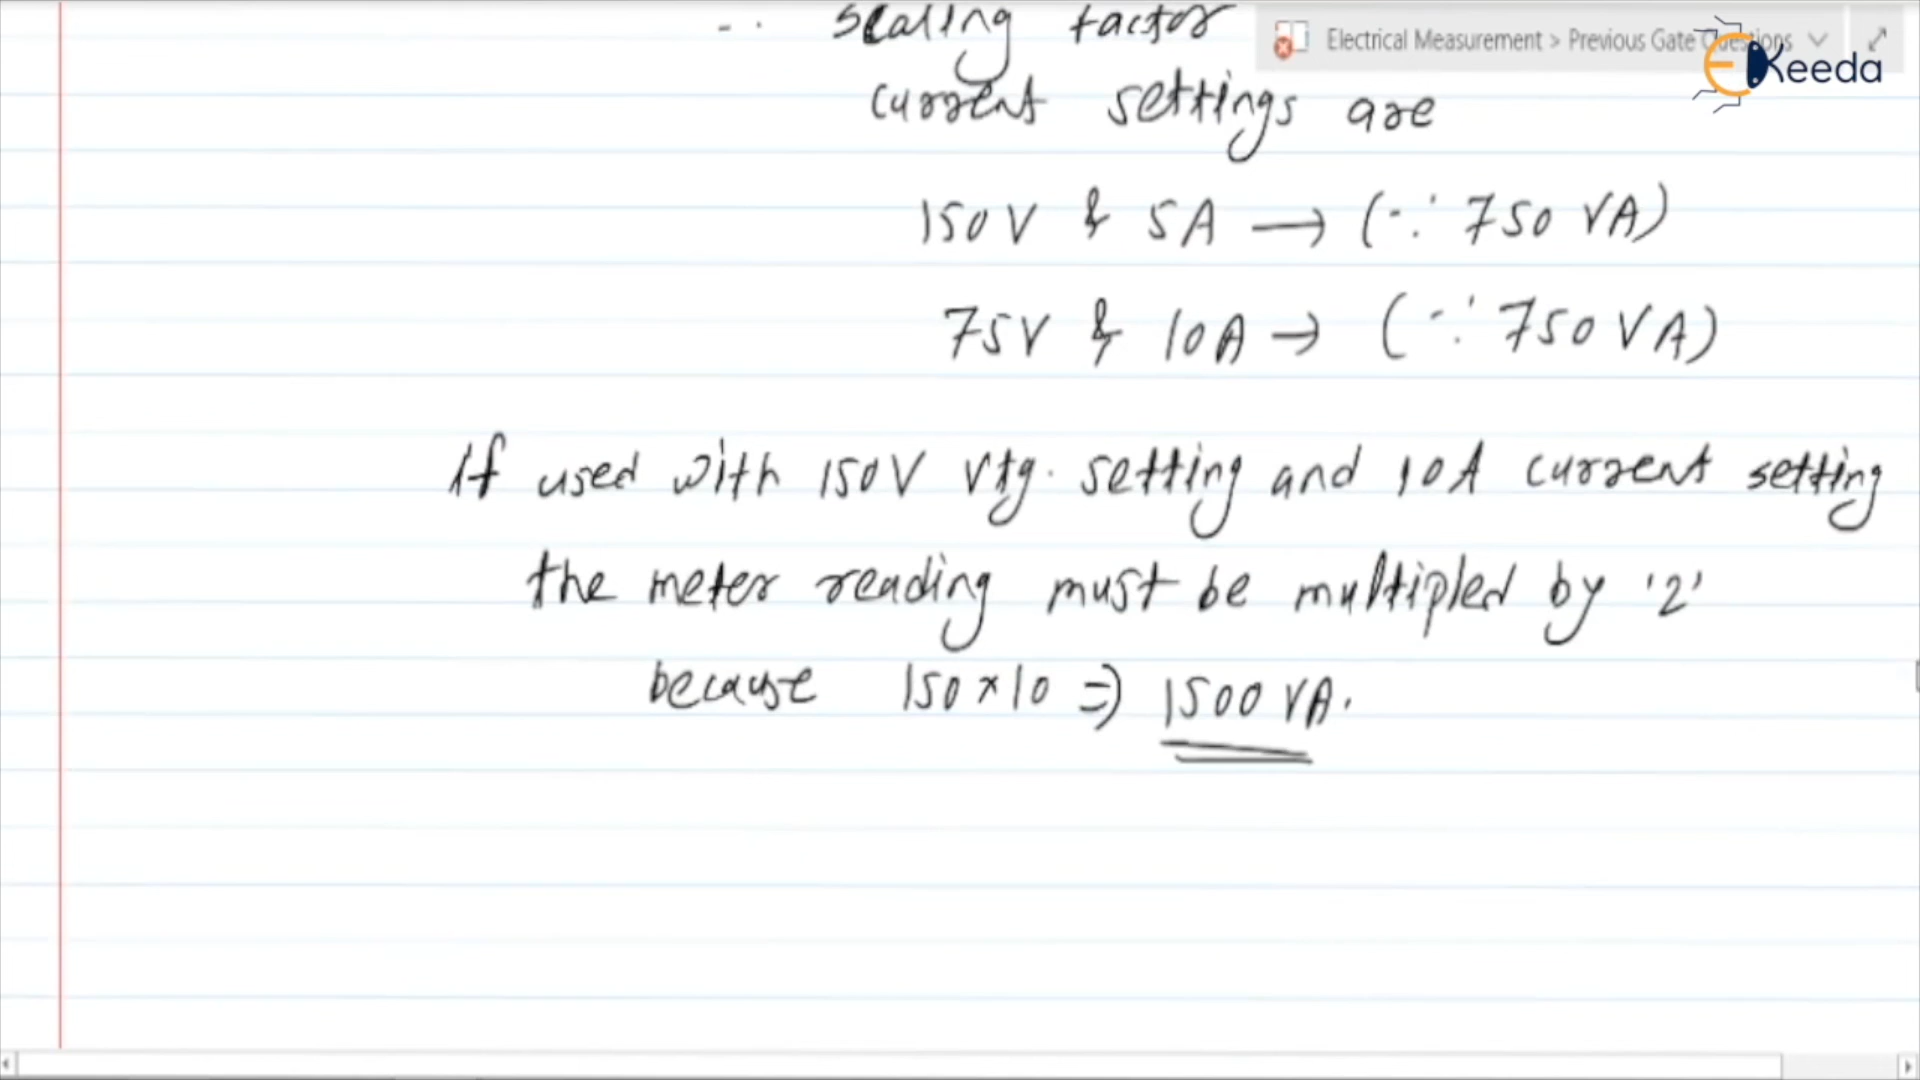 ∴ scaling factor
Electrical Measurement > Previous Gate Questions
EKeeda
current settings are
150V & 5A → (∵ 750 VA)
75V & 10A → (∵ 750 VA)
If used with 150V Vtg. setting and 10A current setting
the meter reading must be multipled by '2'
because 150×10 ⇒ 1500 VA.